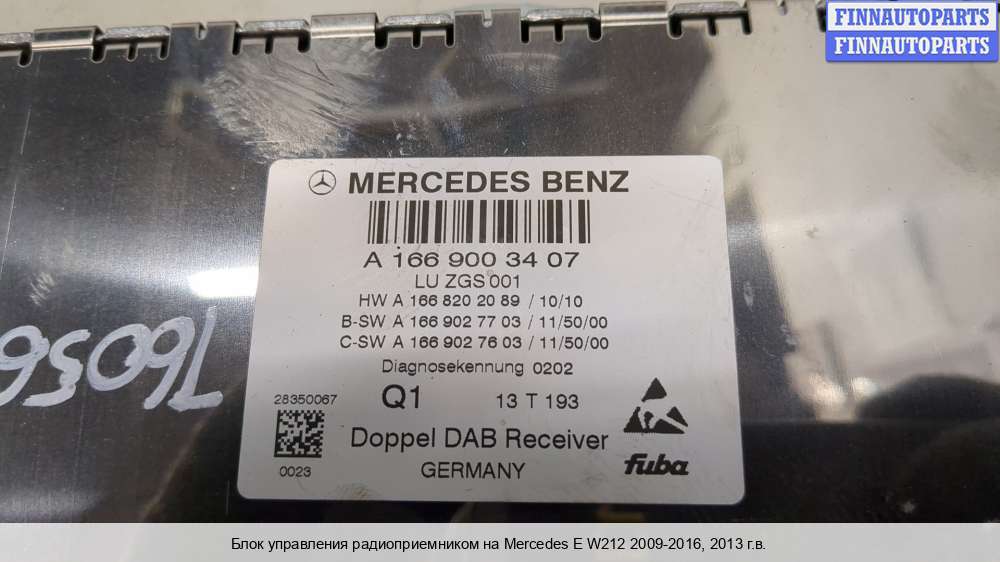 FINNAUTOPARTS
FINNAUTOPARTS
MERCEDES BENZ
A 166 900 34 07
LU ZGS 001
HW A 166 820 20 89 / 10/10
B-SW A 166 902 77 03 / 11/50/00
C-SW A 166 902 76 03 / 11/50/00
Diagnosekennung 0202
28350067
Q1 13 T 193
0023
Doppel DAB Receiver
GERMANY
fuba
76056
Блок управления радиоприемником на Mercedes E W212 2009-2016, 2013 г.в.